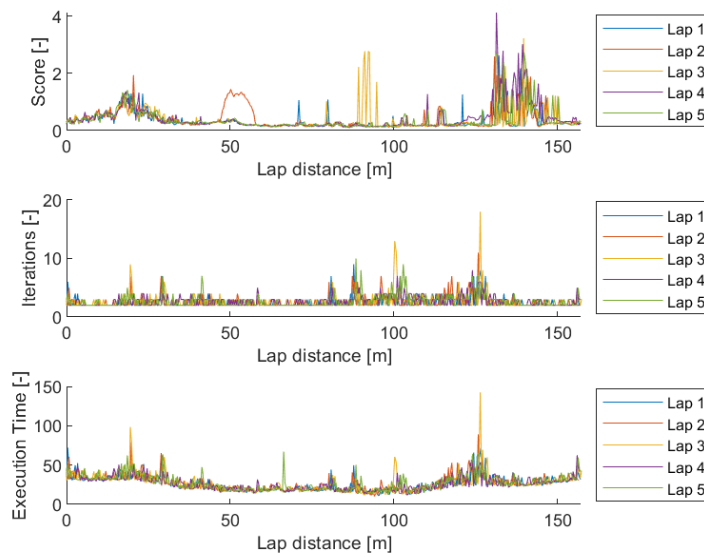 Score [-]
4
2
0
0
50
100
150
Lap distance [m]
Lap 1
Lap 2
Lap 3
Lap 4
Lap 5
Iterations [-]
20
10
0
0
50
100
150
Lap distance [m]
Lap 1
Lap 2
Lap 3
Lap 4
Lap 5
Execution Time [-]
150
100
50
0
0
50
100
150
Lap distance [m]
Lap 1
Lap 2
Lap 3
Lap 4
Lap 5